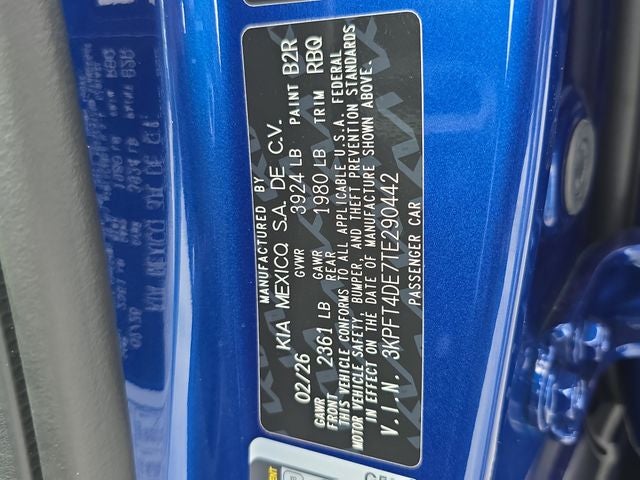 MANUFACTURED BY
02/26 KIA MEXICO S.A. DE C.V.
GVWR 3924 LB PAINT B2R
GAWR FRONT 2361 LB GAWR REAR 1980 LB TRIM RBQ
THIS VEHICLE CONFORMS TO ALL APPLICABLE U.S.A. FEDERAL
MOTOR VEHICLE SAFETY, BUMPER, AND THEFT PREVENTION STANDARDS
IN EFFECT ON THE DATE OF MANUFACTURE SHOWN ABOVE.
V.I.N. 3KPFT4DE7TE290442
PASSENGER CAR